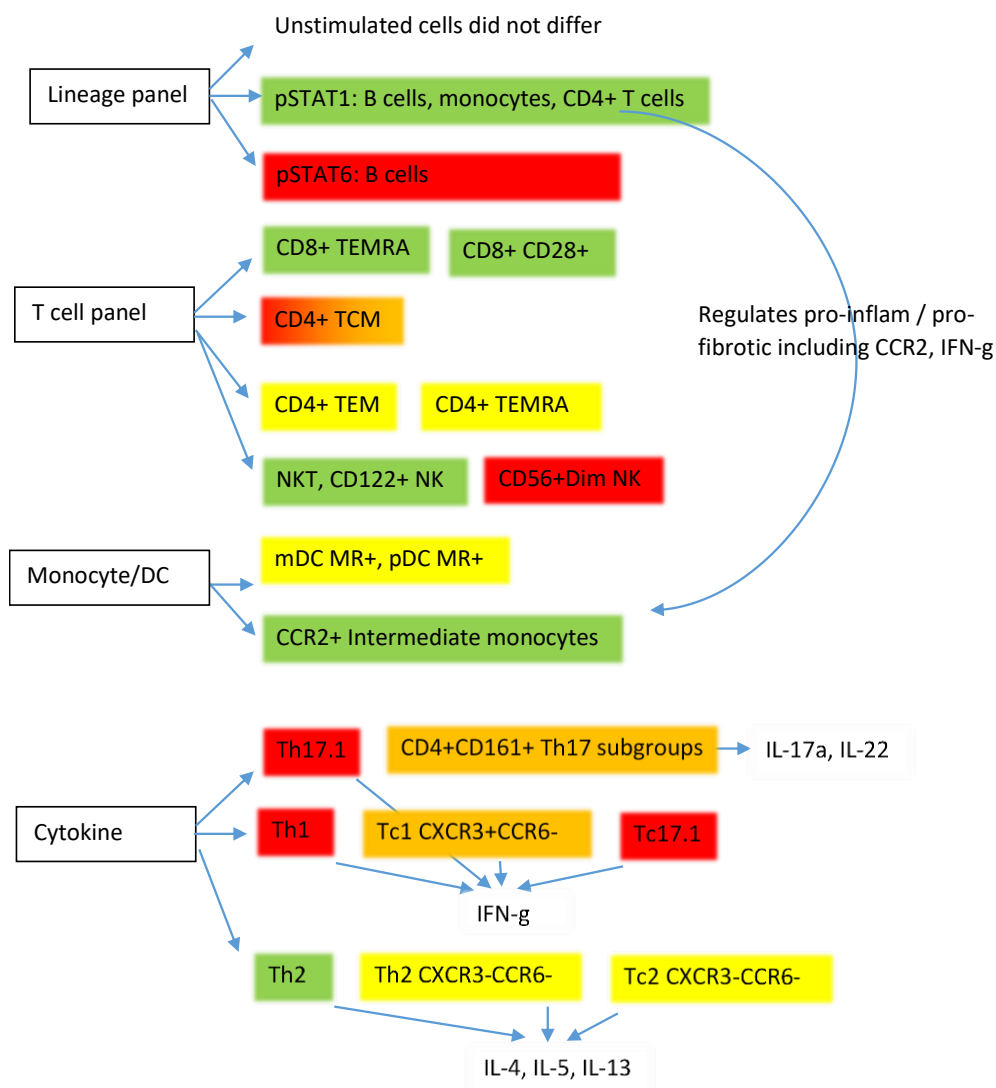 Unstimulated cells did not differ
Lineage panel
pSTAT1: B cells, monocytes, CD4+ T cells
pSTAT6: B cells
CD8+ TEMRA
CD8+ CD28+
T cell panel
CD4+ TCM
Regulates pro-inflam / pro-
fibrotic including CCR2, IFN-g
CD4+ TEM
CD4+ TEMRA
NKT, CD122+ NK
CD56+Dim NK
Monocyte/DC
mDC MR+, pDC MR+
CCR2+ Intermediate monocytes
Th17.1
CD4+CD161+ Th17 subgroups
IL-17a, IL-22
Cytokine
Th1
Tc1 CXCR3+CCR6-
Tc17.1
IFN-g
Th2
Th2 CXCR3-CCR6-
Tc2 CXCR3-CCR6-
IL-4, IL-5, IL-13